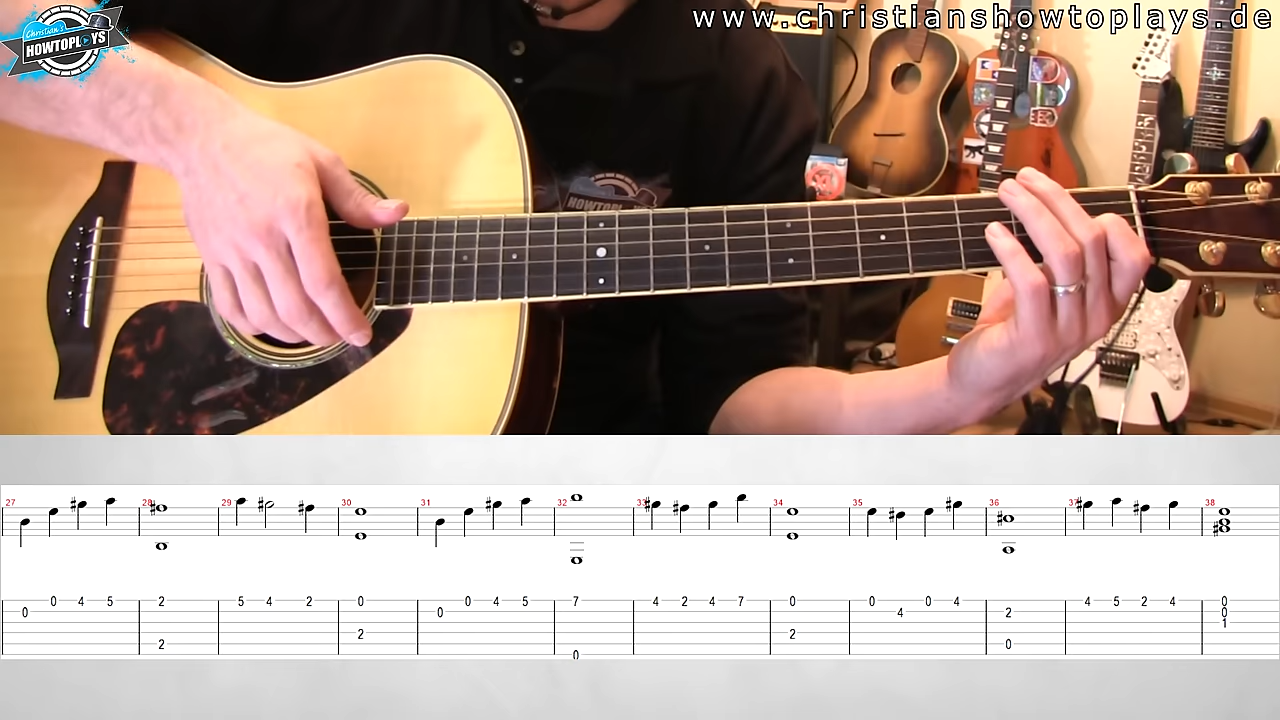 www.christianshowtoplays.de
Christian's
HOWTOPLAYS
HOWTOPLAYS
27 28 29 30 31 32 33 34 35 36 37 38
0 4 5 2 5 4 2 0 0 4 5 7 4 2 4 7 0 0 0 4 4 5 2 4 0
0 0 4 2 0
1
2 2
2 0
0